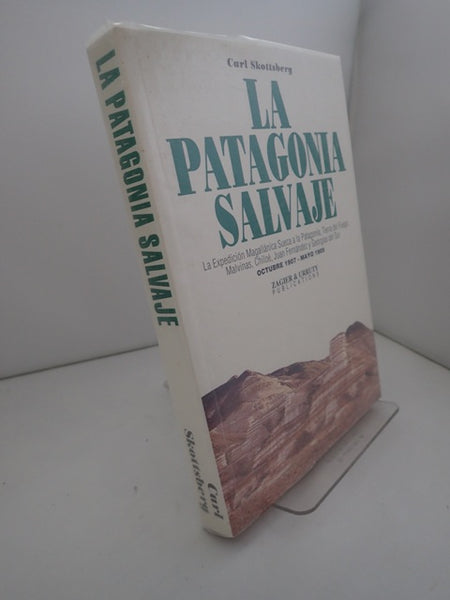 Carl Skottsberg
LA
PATAGONIA
SALVAJE
La Expedición Magallánica Sueca a la Patagonia, Tierra del Fuego
Malvinas, Chiloé, Juan Fernández y Georgias del Sur
OCTUBRE 1907 - MAYO 1909
ZAGIER & URRUTY
PUBLICATIONS
LA PATAGONIA SALVAJE
Carl
Skottsberg